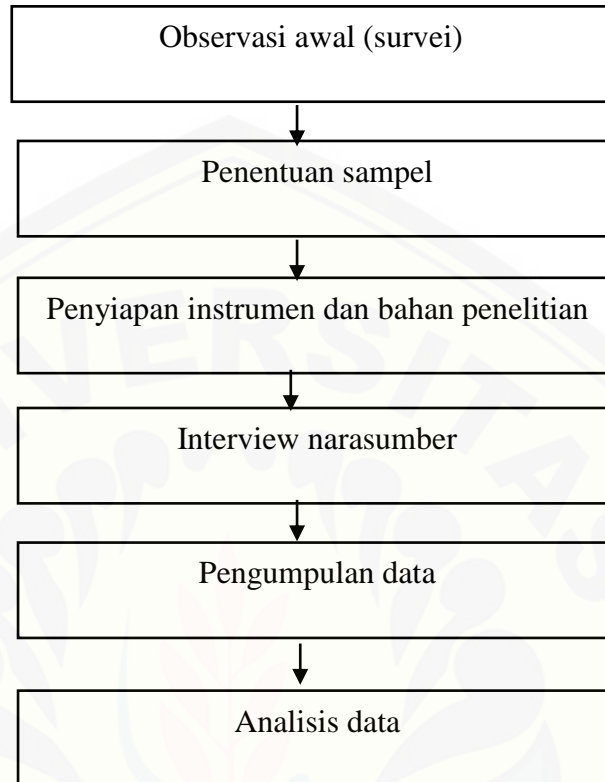 Observasi awal (survei)
Penentuan sampel
Penyiapan instrumen dan bahan penelitian
Interview narasumber
Pengumpulan data
Analisis data